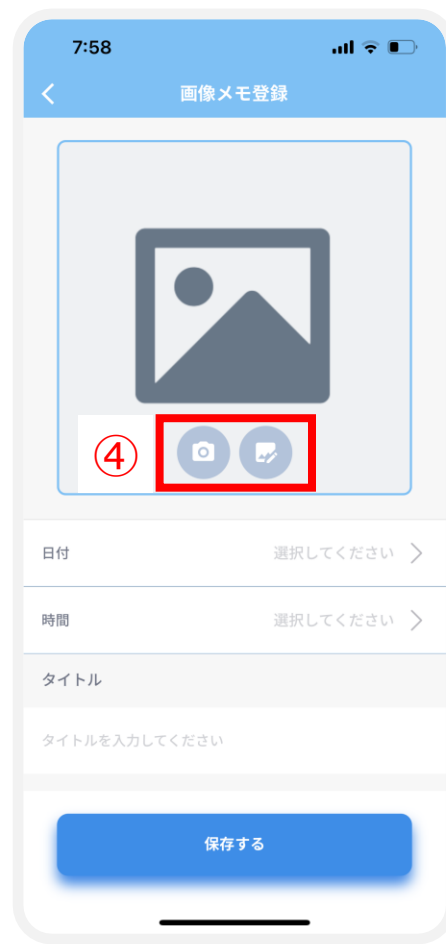 7:58
画像メモ登録
④
日付 選択してください
時間 選択してください
タイトル
タイトルを入力してください
保存する